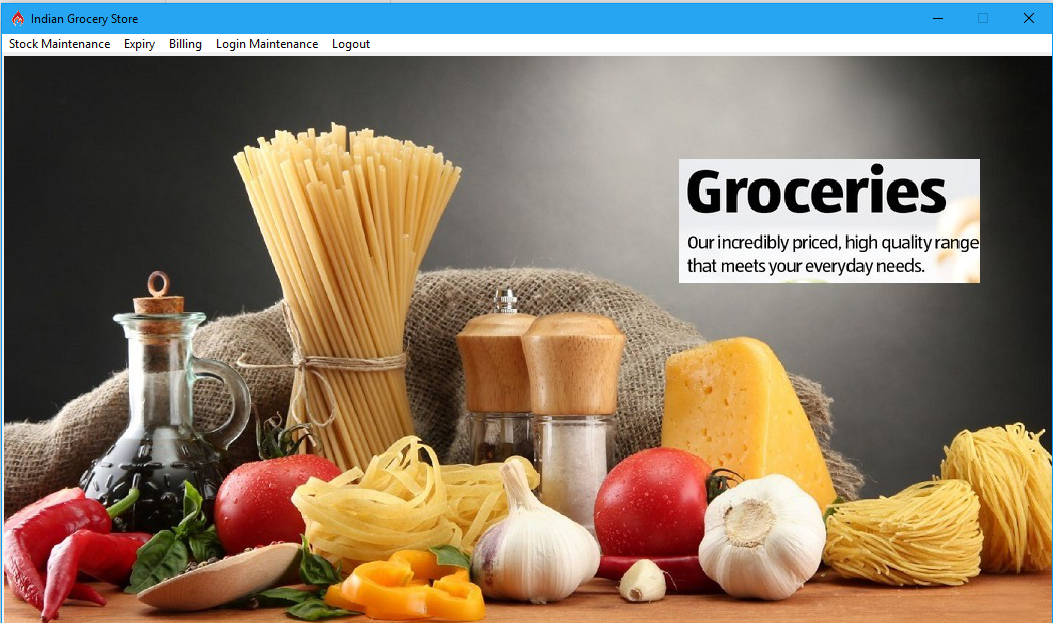 Indian Grocery Store
Stock Maintenance Expiry Billing Login Maintenance Logout
Groceries
Our incredibly priced, high quality range
that meets your everyday needs.